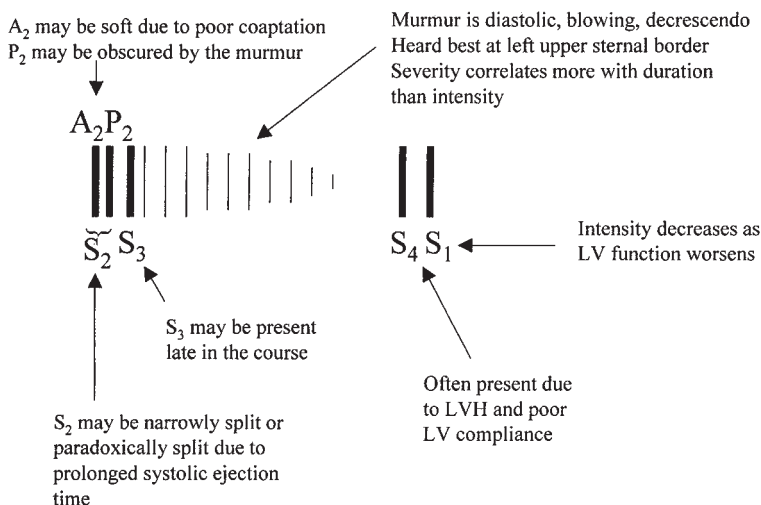 A₂ may be soft due to poor coaptation
P₂ may be obscured by the murmur
Murmur is diastolic, blowing, decrescendo
Heard best at left upper sternal border
Severity correlates more with duration
than intensity
A₂P₂
S₂ S₃
S₄ S₁
Intensity decreases as
LV function worsens
S₃ may be present
late in the course
Often present due
to LVH and poor
LV compliance
S₂ may be narrowly split or
paradoxically split due to
prolonged systolic ejection
time